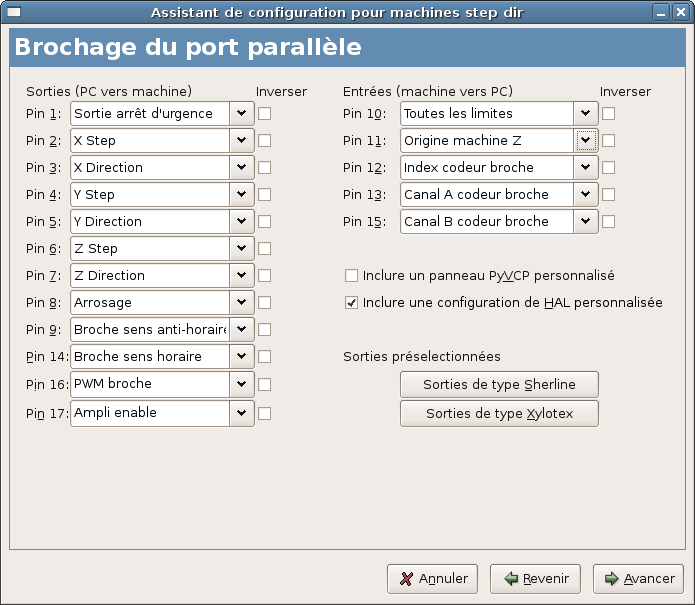 Assistant de configuration pour machines step dir
Brochage du port parallèle
Sorties (PC vers machine) Inverser
Pin 1: Sortie arrêt d'urgence
Pin 2: X Step
Pin 3: X Direction
Pin 4: Y Step
Pin 5: Y Direction
Pin 6: Z Step
Pin 7: Z Direction
Pin 8: Arrosage
Pin 9: Broche sens anti-horaire
Pin 14: Broche sens horaire
Pin 16: PWM broche
Pin 17: Ampli enable
Entrées (machine vers PC) Inverser
Pin 10: Toutes les limites
Pin 11: Origine machine Z
Pin 12: Index codeur broche
Pin 13: Canal A codeur broche
Pin 15: Canal B codeur broche
Inclure un panneau PyVCP personnalisé
Inclure une configuration de HAL personnalisée
Sorties préselectionnées
Sorties de type Sherline
Sorties de type Xylotex
Annuler
Revenir
Avancer